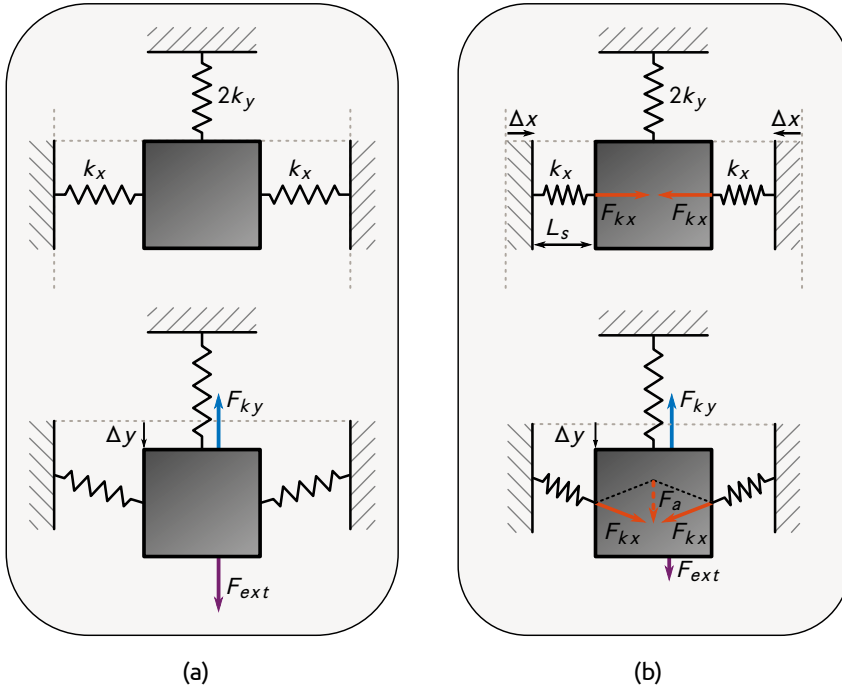 2k_y
k_x k_x
F_ky
Δy
F_ext
(a)
2k_y
Δx Δx
k_x k_x
F_kx F_kx
L_s
F_ky
Δy
F_a
F_kx F_kx
F_ext
(b)